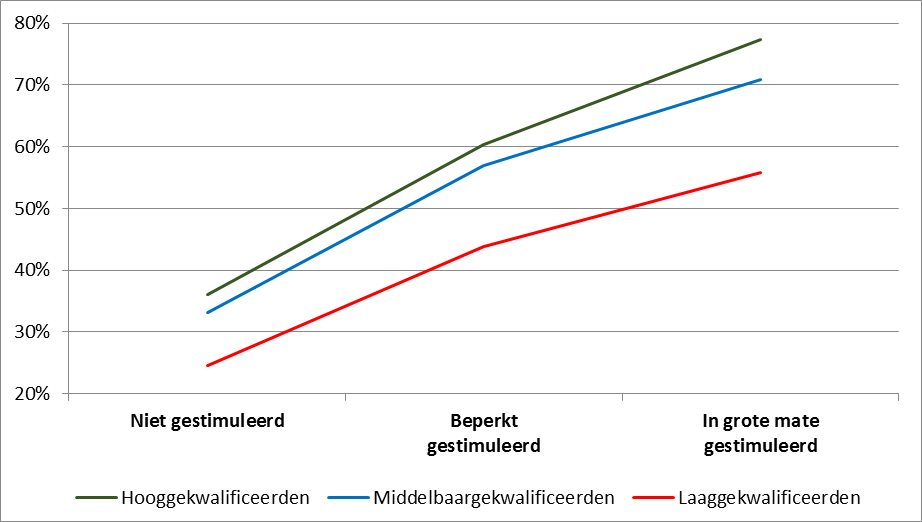 80%
70%
60%
50%
40%
30%
20%
Niet gestimuleerd
Beperkt
gestimuleerd
In grote mate
gestimuleerd
Hooggekwalificeerden
Middelbaargekwalificeerden
Laaggekwalificeerden